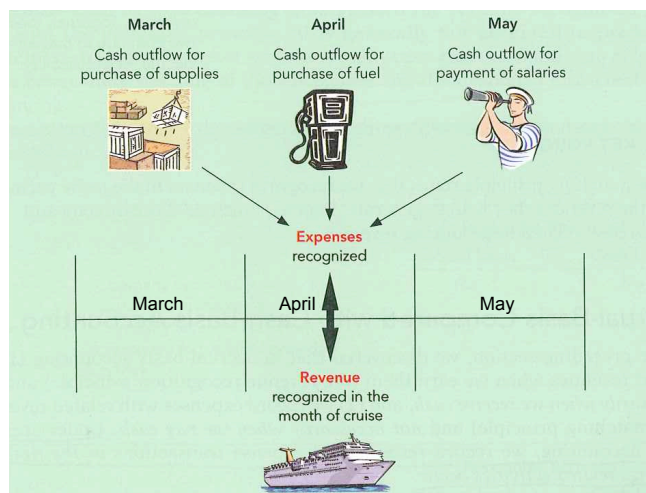 March
April
May
Cash outflow for
purchase of supplies
Cash outflow for
purchase of fuel
Cash outflow for
payment of salaries
Expenses
recognized
March
April
May
Revenue
recognized in the
month of cruise